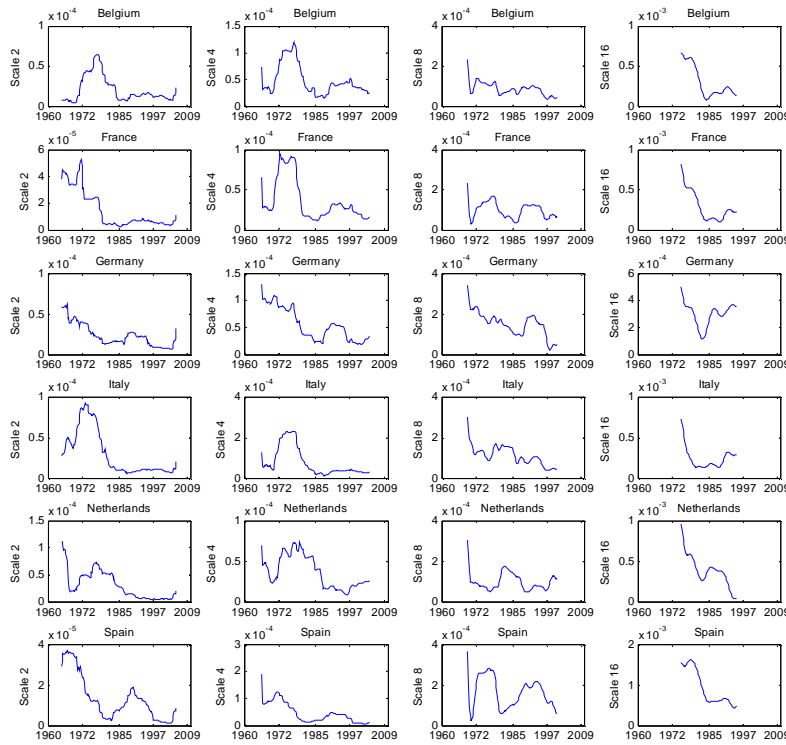 x 10⁻⁴ Belgium
Scale 2
1
0.5
0
1960 1972 1985 1997 2009
x 10⁻⁴ Belgium
Scale 4
1.5
1
0.5
0
1960 1972 1985 1997 2009
x 10⁻⁴ Belgium
Scale 8
4
2
0
1960 1972 1985 1997 2009
x 10⁻³ Belgium
Scale 16
1
0.5
0
1960 1972 1985 1997 2009
x 10⁻⁵ France
Scale 2
6
4
2
0
1960 1972 1985 1997 2009
x 10⁻⁴ France
Scale 4
1
0.5
0
1960 1972 1985 1997 2009
x 10⁻⁴ France
Scale 8
4
2
0
1960 1972 1985 1997 2009
x 10⁻³ France
Scale 16
1
0.5
0
1960 1972 1985 1997 2009
x 10⁻⁴ Germany
Scale 2
1
0.5
0
1960 1972 1985 1997 2009
x 10⁻⁴ Germany
Scale 4
1.5
1
0.5
0
1960 1972 1985 1997 2009
x 10⁻⁴ Germany
Scale 8
4
2
0
1960 1972 1985 1997 2009
x 10⁻⁴ Germany
Scale 16
6
4
2
0
1960 1972 1985 1997 2009
x 10⁻⁴ Italy
Scale 2
1
0.5
0
1960 1972 1985 1997 2009
x 10⁻⁴ Italy
Scale 4
4
2
0
1960 1972 1985 1997 2009
x 10⁻⁴ Italy
Scale 8
4
2
0
1960 1972 1985 1997 2009
x 10⁻³ Italy
Scale 16
1
0.5
0
1960 1972 1985 1997 2009
x 10⁻⁴ Netherlands
Scale 2
1.5
1
0.5
0
1960 1972 1985 1997 2009
x 10⁻⁴ Netherlands
Scale 4
1
0.5
0
1960 1972 1985 1997 2009
x 10⁻⁴ Netherlands
Scale 8
4
2
0
1960 1972 1985 1997 2009
x 10⁻³ Netherlands
Scale 16
1
0.5
0
1960 1972 1985 1997 2009
x 10⁻⁵ Spain
Scale 2
4
2
0
1960 1972 1985 1997 2009
x 10⁻⁴ Spain
Scale 4
3
2
1
0
1960 1972 1985 1997 2009
x 10⁻⁴ Spain
Scale 8
4
2
0
1960 1972 1985 1997 2009
x 10⁻³ Spain
Scale 16
2
1
0
1960 1972 1985 1997 2009